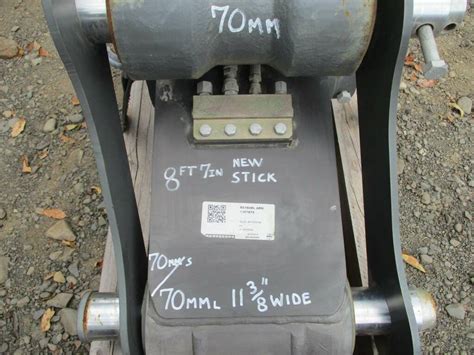 70MM
8FT 7IN NEW
STICK
70MM'S
70MML 11 3/8" WIDE